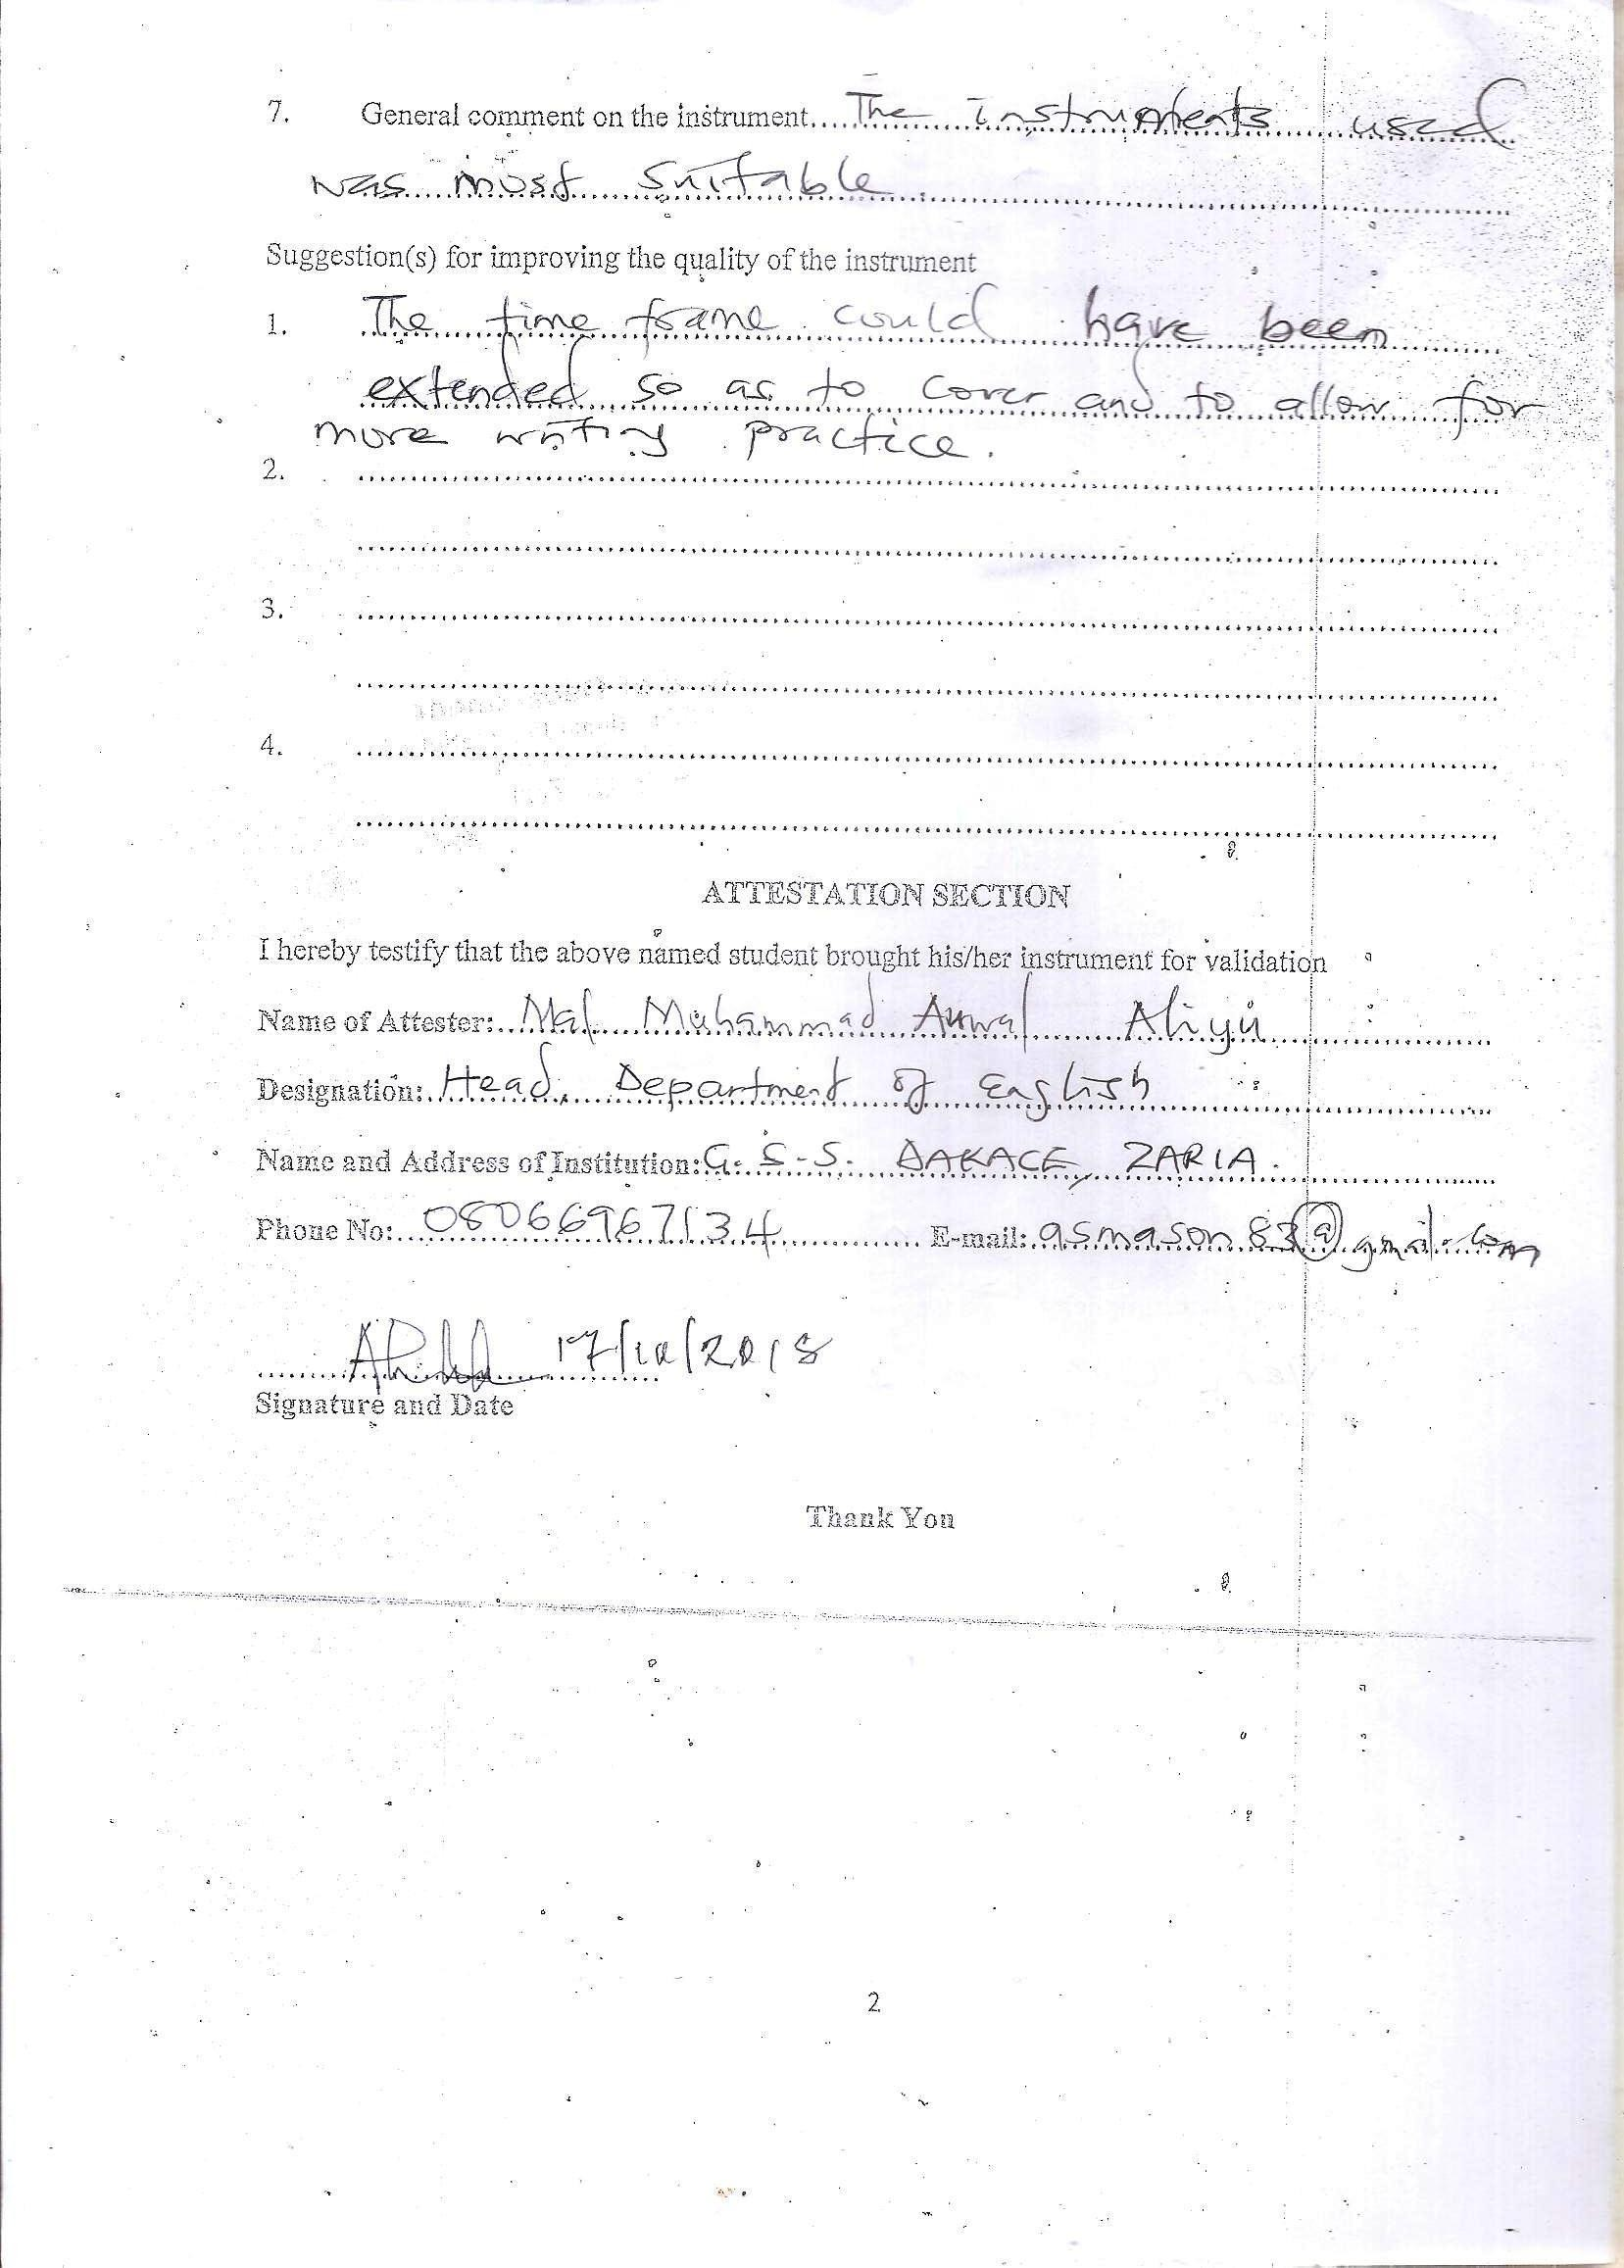 7. General comment on the instrument....The instruments used
was most suitable
Suggestion(s) for improving the quality of the instrument
1. The time frame could have been
extended so as to cover and to allow for
more writing practice.
2.
3.
4.
ATTESTATION SECTION
I hereby testify that the above named student brought his/her instrument for validation
Name of Attester: Mal. Muhammad Auwal Aliyu
Designation: Head, Department of English
Name and Address of Institution: G.S.S. DAKACE, ZARIA.
Phone No: 08066967134 E-mail: asmason83@gmail.com
17/10/2018
Signature and Date
Thank You
2